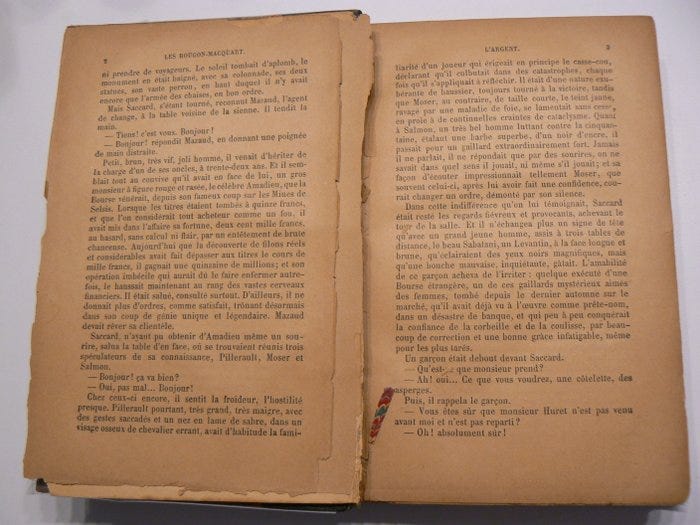 2 LES ROUGON-MACQUART.
ni prendre de voyageurs. Le soleil tombait d'aplomb, le
monument en était baigné, avec sa colonnade, ses deux
statues, son vaste perron, en haut duquel il n'y avait
encore que l'armée des chaises, en bon ordre.
Mais Saccard, s'étant tourné, reconnut Mazaud, l'agent
de change, à la table voisine de la sienne. Il tendit la
main.
— Tiens! c'est vous. Bonjour!
— Bonjour! répondit Mazaud, en donnant une poignée
de main distraite.
Petit, brun, très vif, joli homme, il venait d'hériter de
la charge d'un de ses oncles, à trente-deux ans. Et il sem-
blait tout au convive qu'il avait en face de lui, un gros
monsieur à figure rouge et rasée, le célèbre Amadieu, que la
Bourse vénérait, depuis son fameux coup sur les Mines de
Selsis. Lorsque les titres étaient tombés à quinze francs,
et que l'on considérait tout acheteur comme un fou, il
avait mis dans l'affaire sa fortune, deux cent mille francs,
au hasard, sans calcul ni flair, par un entêtement de brute
chanceuse. Aujourd'hui que la découverte de filons réels
et considérables avait fait dépasser aux titres le cours de
mille francs, il gagnait une quinzaine de millions; et son
opération imbécile qui aurait dû le faire enfermer autre-
fois, le haussait maintenant au rang des vastes cerveaux
financiers. Il était salué, consulté surtout. D'ailleurs, il ne
donnait plus d'ordres, comme satisfait, trônant désormais
dans son coup de génie unique et légendaire. Mazaud
devait rêver sa clientèle.
Saccard, n'ayant pu obtenir d'Amadieu même un sou-
rire, salua la table d'en face, où se trouvaient réunis trois
spéculateurs de sa connaissance, Pillerault, Moser et
Salmon.
— Bonjour! ça va bien?
— Oui, pas mal... Bonjour!
Chez ceux-ci encore, il sentit la froideur, l'hostilité
presque. Pillerault pourtant, très grand, très maigre, avec
des gestes saccadés et un nez en lame de sabre, dans un
visage osseux de chevalier errant, avait d'habitude la fami-
L'ARGENT. 3
liarité d'un joueur qui érigeait en principe le casse-cou,
déclarant qu'il culbutait dans des catastrophes, chaque
fois qu'il s'appliquait à réfléchir. Il était d'une nature exu-
bérante de haussier, toujours tourné à la victoire, tandis
que Moser, au contraire, de taille courte, le teint jaune,
ravagé par une maladie de foie, se lamentait sans cesse,
en proie à de continuelles craintes de cataclysme. Quant
à Salmon, un très bel homme luttant contre la cinquan-
taine, étalant une barbe superbe, d'un noir d'encre, il
passait pour un gaillard extraordinairement fort. Jamais
il ne parlait, il ne répondait que par des sourires, on ne
savait dans quel sens il jouait, ni même s'il jouait; et sa
façon d'écouter impressionnait tellement Moser, que
souvent celui-ci, après lui avoir fait une confidence, cou-
rait changer un ordre, démonté par son silence.
Dans cette indifférence qu'on lui témoignait, Saccard
était resté les regards fiévreux et provocants, achevant le
tour de la salle. Et il n'échangea plus un signe de tête
qu'avec un grand jeune homme, assis à trois tables de
distance, le beau Sabatani, un Levantin, à la face longue et
brune, qu'éclairaient des yeux noirs magnifiques, mais
qu'une bouche mauvaise, inquiétante, gâtait. L'amabilité
de ce garçon acheva de l'irriter: quelque exécuté d'une
Bourse étrangère, un de ces gaillards mystérieux aimés
des femmes, tombé depuis le dernier automne sur le
marché, qu'il avait déjà vu à l'œuvre comme prête-nom,
dans un désastre de banque, et qui peu à peu conquérait
la confiance de la corbeille et de la coulisse, par beau-
coup de correction et une bonne grâce infatigable, même
pour les plus tarés.
Un garçon était debout devant Saccard.
— Qu'est-ce que monsieur prend?
— Ah! oui... Ce que vous voudrez, une côtelette, des
asperges.
Puis, il rappela le garçon.
— Vous êtes sûr que monsieur Huret n'est pas venu
avant moi et n'est pas reparti?
— Oh! absolument sûr!